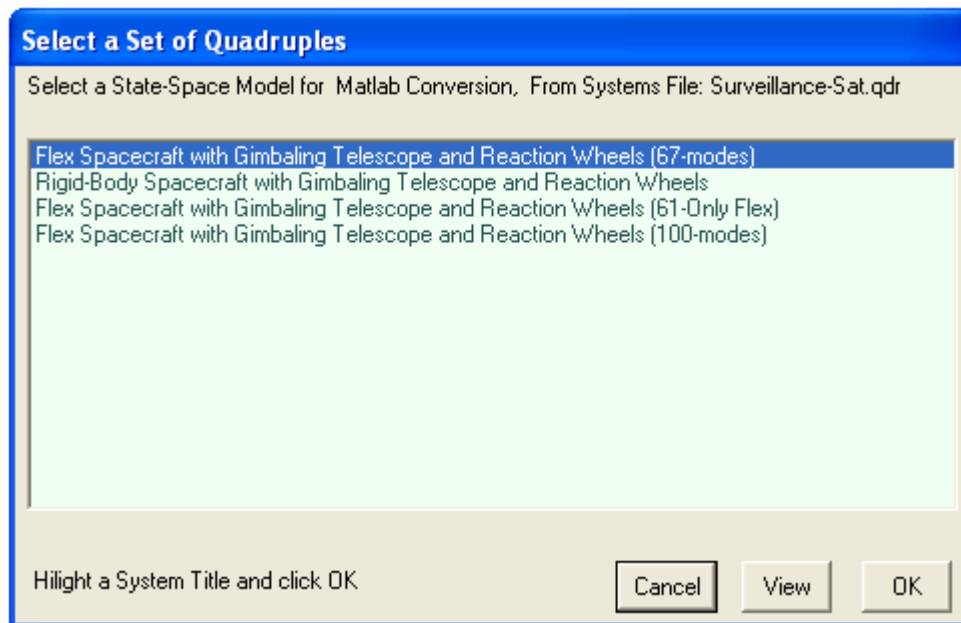 Select a Set of Quadruples
Select a State-Space Model for Matlab Conversion, From Systems File: Surveillance-Sat.qdr
Flex Spacecraft with Gimbaling Telescope and Reaction Wheels (67-modes)
Rigid-Body Spacecraft with Gimbaling Telescope and Reaction Wheels
Flex Spacecraft with Gimbaling Telescope and Reaction Wheels (61-Only Flex)
Flex Spacecraft with Gimbaling Telescope and Reaction Wheels (100-modes)
Hilight a System Title and click OK
Cancel View OK